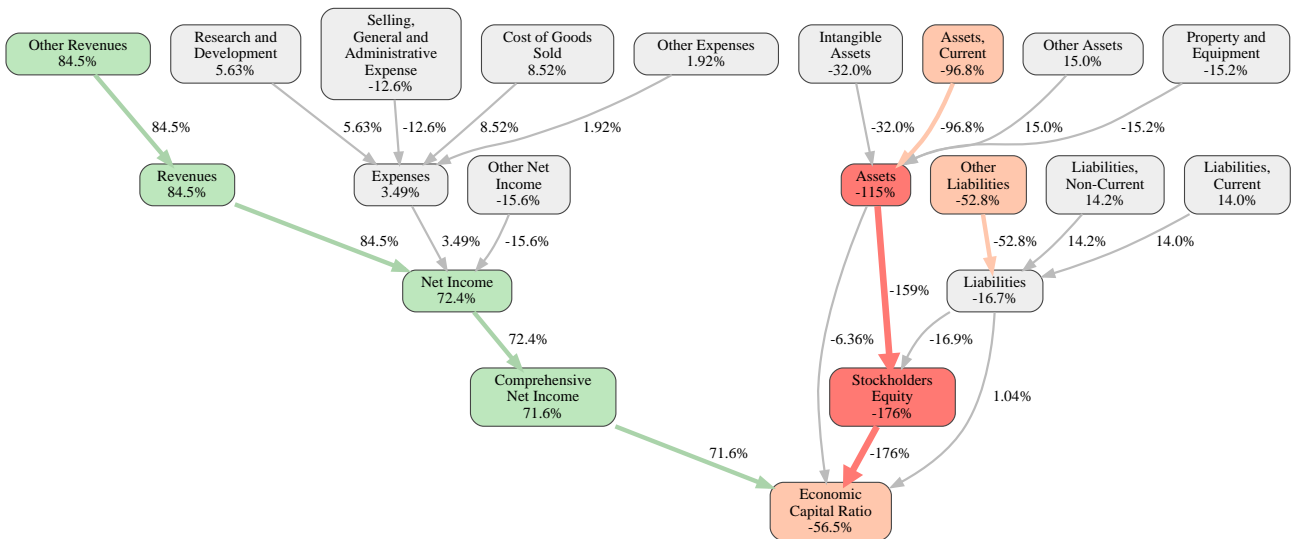 Other Revenues
84.5%
Research and
Development
5.63%
Selling,
General and
Administrative
Expense
-12.6%
Cost of Goods
Sold
8.52%
Other Expenses
1.92%
Intangible
Assets
-32.0%
Assets,
Current
-96.8%
Other Assets
15.0%
Property and
Equipment
-15.2%
84.5%
5.63%
-12.6%
8.52%
1.92%
-32.0%
-96.8%
15.0%
-15.2%
Revenues
84.5%
Expenses
3.49%
Other Net
Income
-15.6%
Assets
-115%
Other
Liabilities
-52.8%
Liabilities,
Non-Current
14.2%
Liabilities,
Current
14.0%
84.5%
3.49%
-15.6%
-52.8%
14.2%
14.0%
Net Income
72.4%
Liabilities
-16.7%
-159%
72.4%
-6.36%
-16.9%
Comprehensive
Net Income
71.6%
Stockholders
Equity
-176%
1.04%
71.6%
-176%
Economic
Capital Ratio
-56.5%